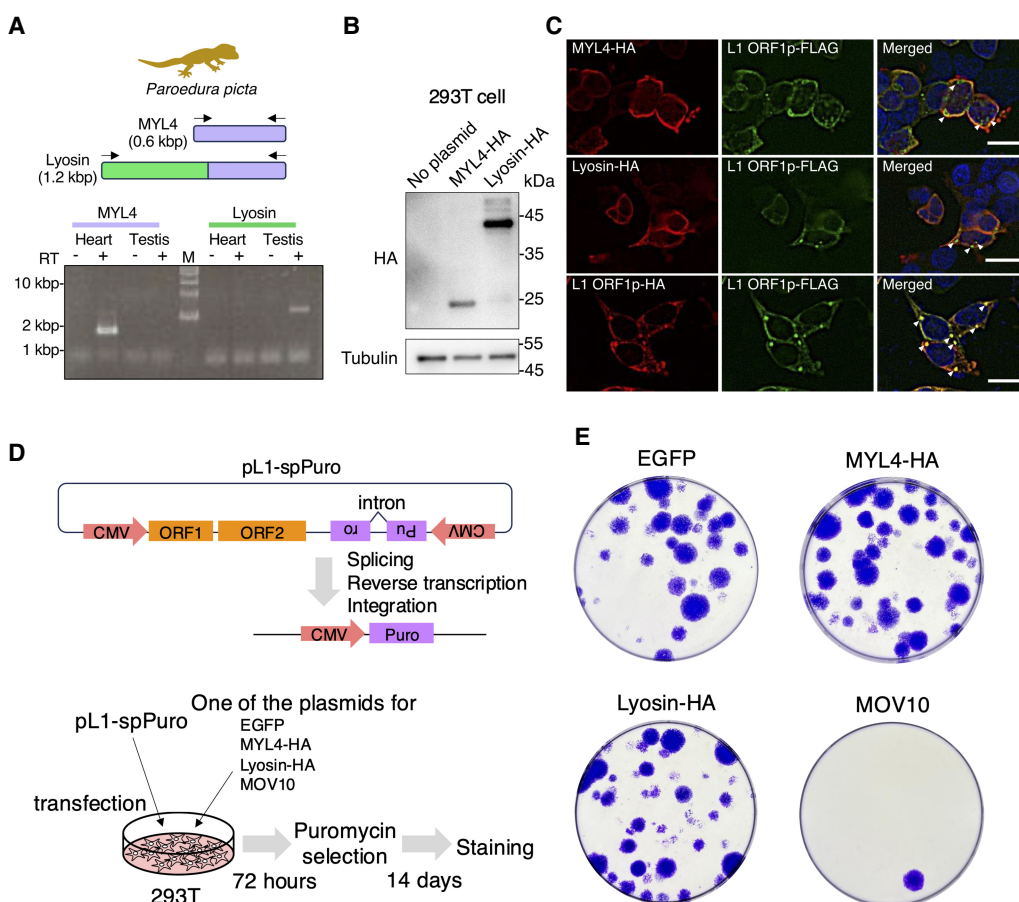 A
Paroedura picta
MYL4
(0.6 kbp)
Lyosin
(1.2 kbp)
MYL4
Lyosin
Heart Testis Heart Testis
RT - + - + M - + - +
10 kbp-
2 kbp-
1 kbp-
B
293T cell
No plasmid
MYL4-HA
Lyosin-HA
kDa
HA
-45
-35
-25
Tubulin
-55
-45
C
MYL4-HA L1 ORF1p-FLAG Merged
Lyosin-HA L1 ORF1p-FLAG Merged
L1 ORF1p-HA L1 ORF1p-FLAG Merged
D
pL1-spPuro
intron
CMV ORF1 ORF2 ro Pu CMV
Splicing
Reverse transcription
Integration
CMV Puro
One of the plasmids for
pL1-spPuro
EGFP
MYL4-HA
Lyosin-HA
MOV10
transfection
Puromycin
selection
Staining
293T
72 hours
14 days
E
EGFP
MYL4-HA
Lyosin-HA
MOV10